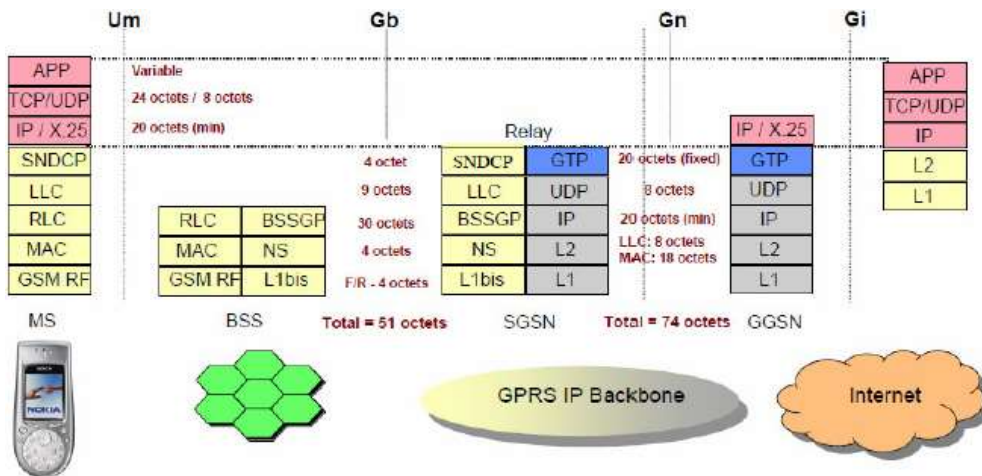 Um Gb Gn Gi
APP Variable APP
TCP/UDP 24 octets / 8 octets TCP/UDP
IP / X.25 20 octets (min) Relay IP / X.25 IP
SNDCP 4 octet SNDCP GTP 20 octets (fixed) GTP L2
LLC 9 octets LLC UDP 8 octets UDP L1
RLC RLC BSSGP 30 octets BSSGP IP 20 octets (min) IP
MAC MAC NS 4 octets NS L2 LLC: 8 octets L2
MAC: 18 octets
GSM RF GSM RF L1bis F/R - 4 octets L1bis L1 L1
MS BSS Total = 51 octets SGSN Total = 74 octets GGSN
NOKIA
GPRS IP Backbone
Internet